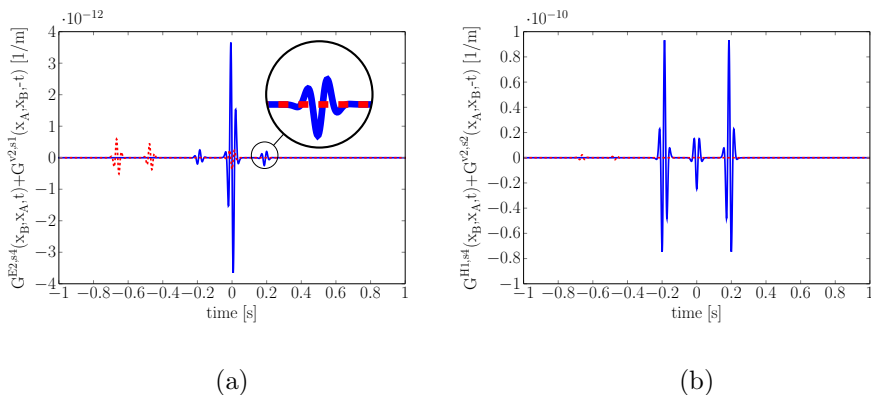 ·10⁻¹²
G^{E2,s4}(x_B,x_A,t)+G^{v2,s1}(x_A,x_B,-t) [1/m]
4
3
2
1
0
−1
−2
−3
−4
−1 −0.8 −0.6 −0.4 −0.2 0 0.2 0.4 0.6 0.8 1
time [s]
(a)
·10⁻¹⁰
G^{H1,s4}(x_B,x_A,t)+G^{v2,s2}(x_A,x_B,-t) [1/m]
1
0.8
0.6
0.4
0.2
0
−0.2
−0.4
−0.6
−0.8
−1
−1 −0.8 −0.6 −0.4 −0.2 0 0.2 0.4 0.6 0.8 1
time [s]
(b)